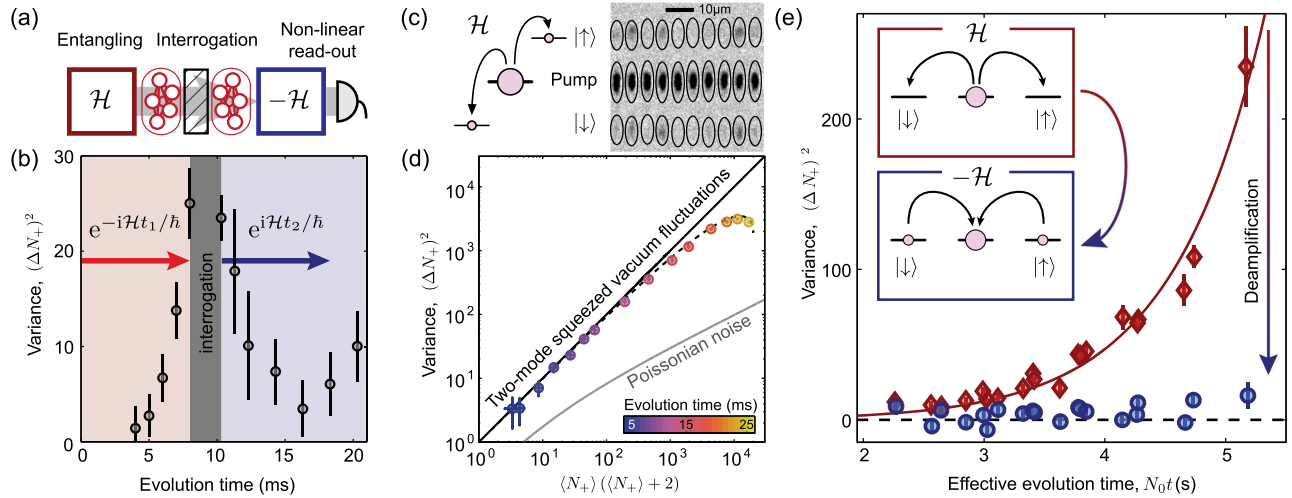 (a)
Entangling
Interrogation
Non-linear
read-out
ℋ
−ℋ
(b)
30
20
10
0
Variance, (ΔN₊)²
e^{−iℋt₁/ℏ}
e^{iℋt₂/ℏ}
interrogation
0 5 10 15 20
Evolution time (ms)
(c)
ℋ
|↑⟩
Pump
|↓⟩
10μm
(d)
10⁴
10³
10²
10¹
10⁰
Variance, (ΔN₊)²
Two-mode squeezed vacuum fluctuations
Poissonian noise
Evolution time (ms)
5 15 25
10⁰ 10¹ 10² 10³ 10⁴
⟨N₊⟩(⟨N₊⟩+2)
(e)
200
100
0
Variance, (ΔN₊)²
ℋ
|↓⟩ |↑⟩
−ℋ
|↓⟩ |↑⟩
Deamplification
2 3 4 5
Effective evolution time, N₀t(s)